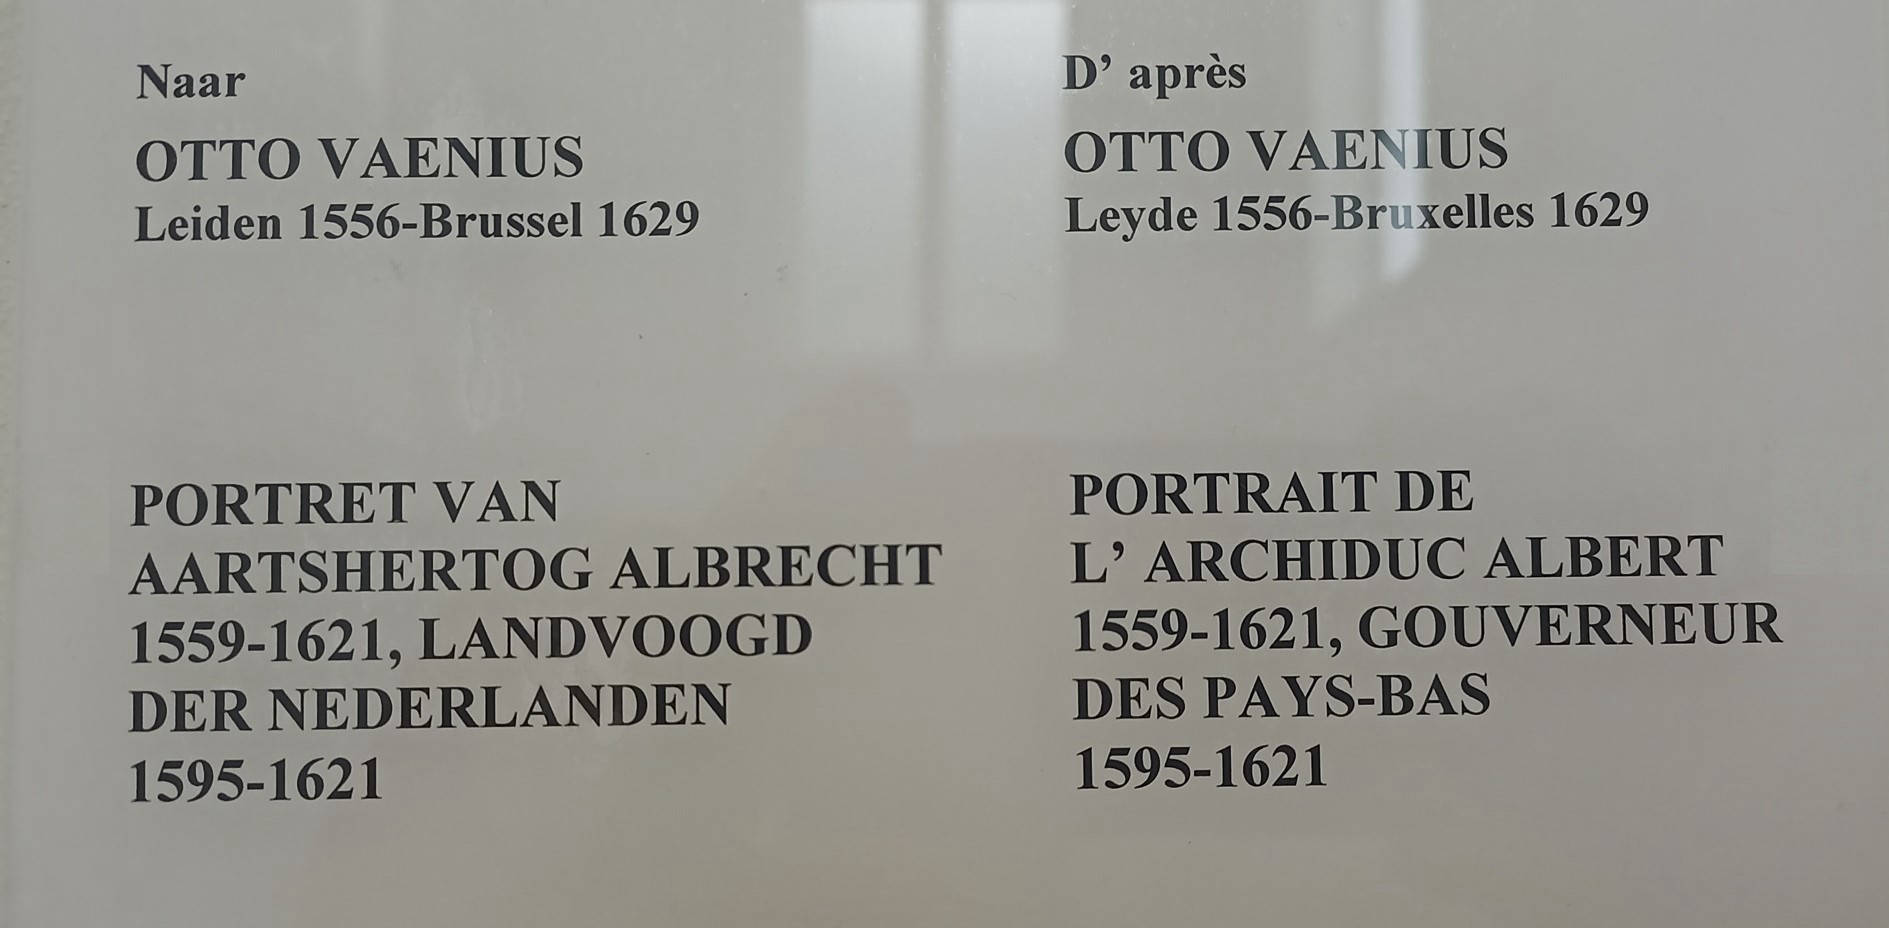 Naar
OTTO VAENIUS
Leiden 1556-Brussel 1629
PORTRET VAN
AARTSHERTOG ALBRECHT
1559-1621, LANDVOOGD
DER NEDERLANDEN
1595-1621
D’ après
OTTO VAENIUS
Leyde 1556-Bruxelles 1629
PORTRAIT DE
L’ ARCHIDUC ALBERT
1559-1621, GOUVERNEUR
DES PAYS-BAS
1595-1621